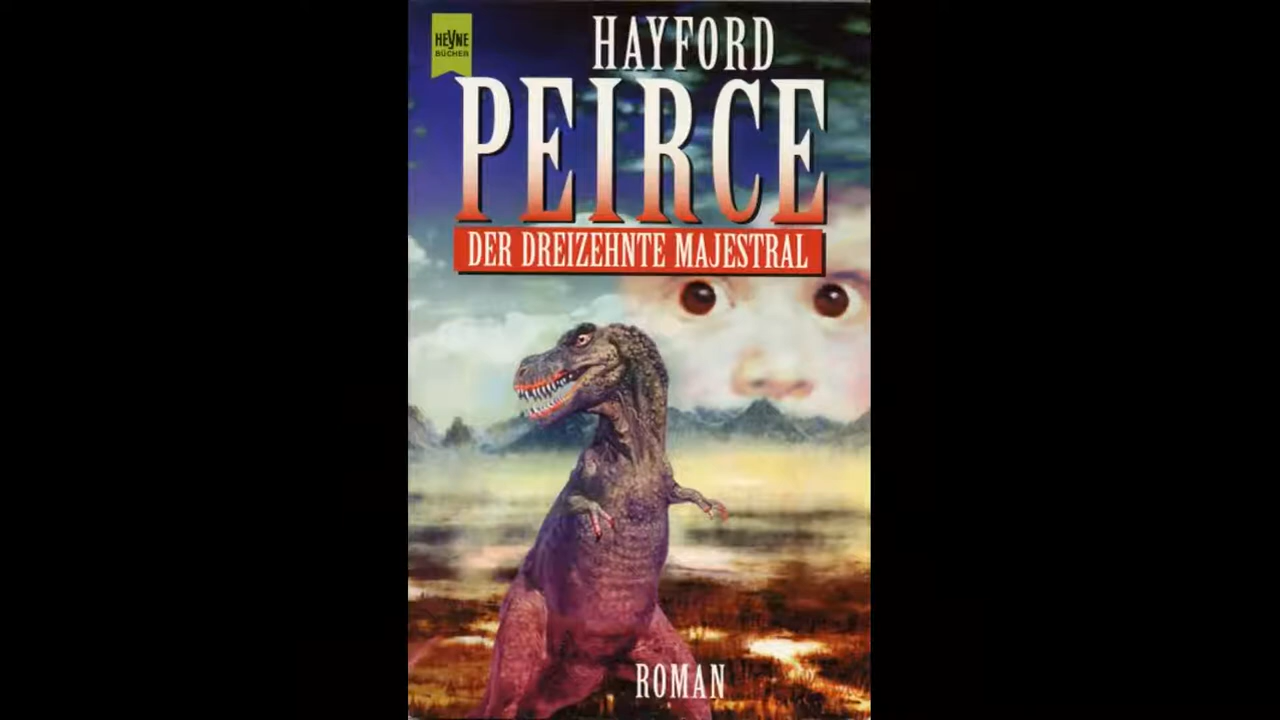 HEYNE
BÜCHER
HAYFORD
PEIRCE
DER DREIZEHNTE MAJESTRAL
ROMAN